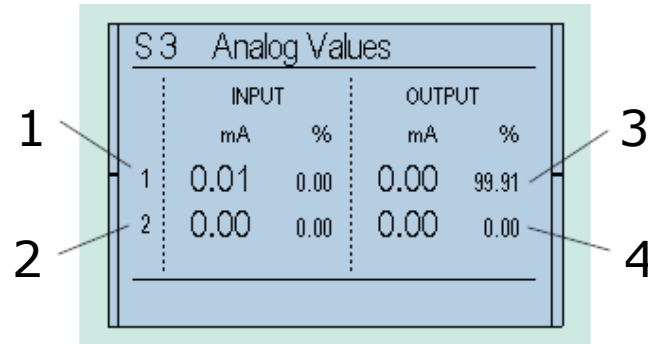 S 3 Analog Values
INPUT OUTPUT
mA % mA %
1 1 0.01 0.00 0.00 99.91 3
2 2 0.00 0.00 0.00 0.00 4